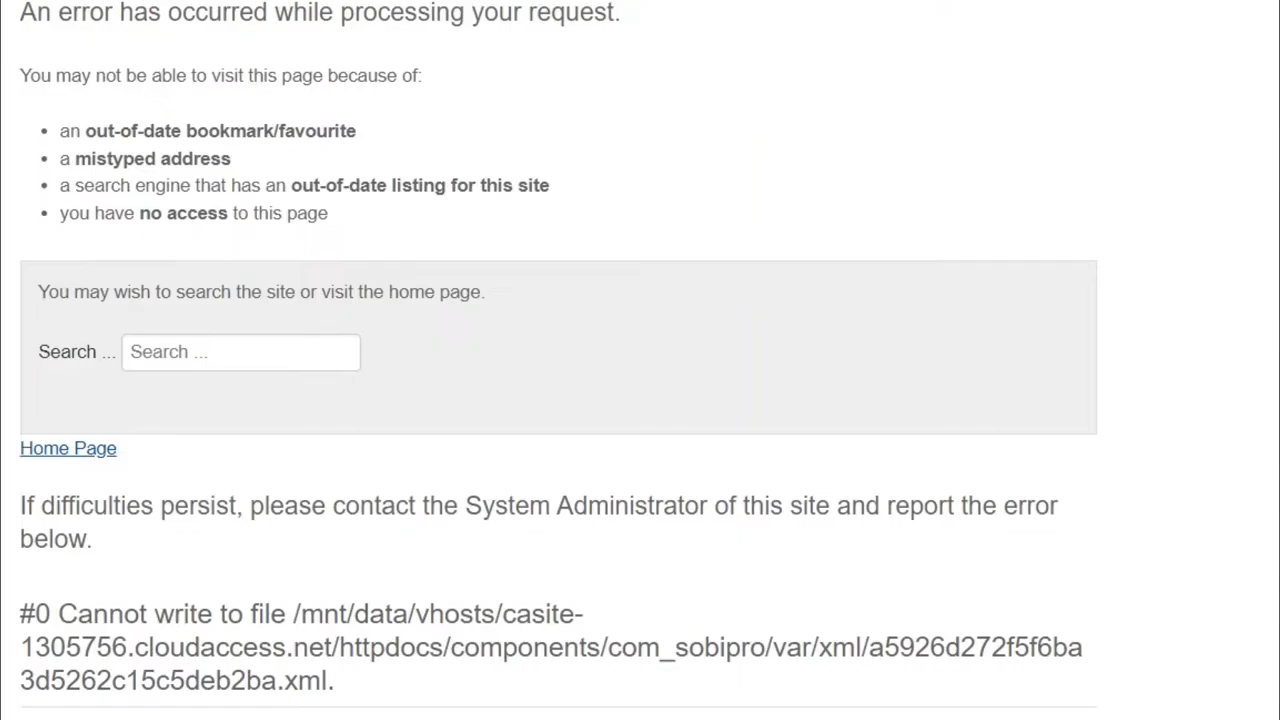 An error has occurred while processing your request.
You may not be able to visit this page because of:
• an out-of-date bookmark/favourite
• a mistyped address
• a search engine that has an out-of-date listing for this site
• you have no access to this page
You may wish to search the site or visit the home page.
Search ... Search ...
Home Page
If difficulties persist, please contact the System Administrator of this site and report the error
below.
#0 Cannot write to file /mnt/data/vhosts/casite-
1305756.cloudaccess.net/httpdocs/components/com_sobipro/var/xml/a5926d272f5f6ba
3d5262c15c5deb2ba.xml.